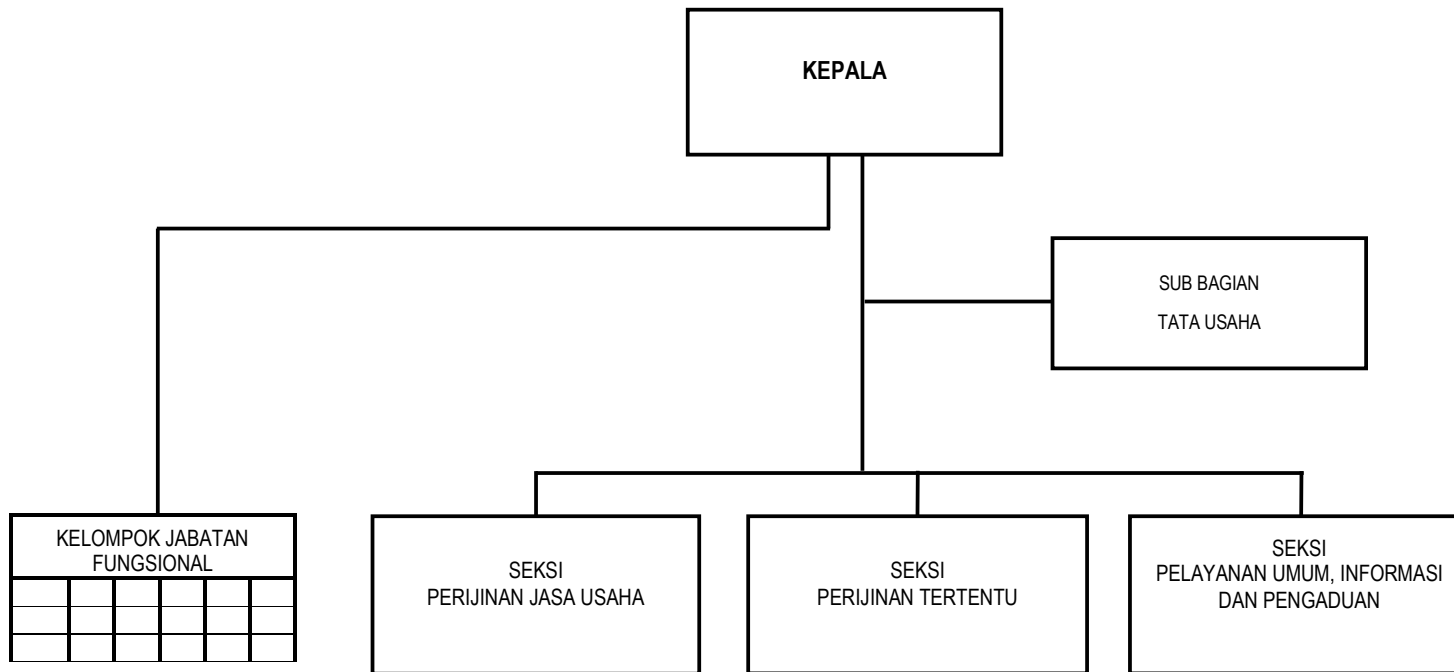 KEPALA
SUB BAGIAN
TATA USAHA
KELOMPOK JABATAN
FUNGSIONAL
SEKSI
PERIJINAN JASA USAHA
SEKSI
PERIJINAN TERTENTU
SEKSI
PELAYANAN UMUM, INFORMASI
DAN PENGADUAN